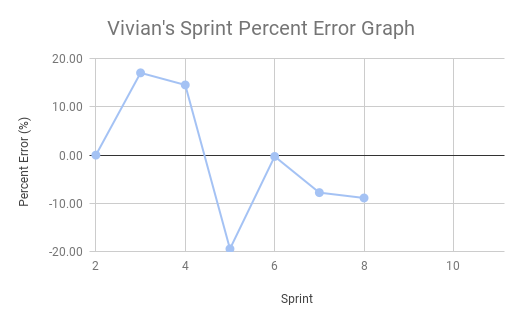 Vivian's Sprint Percent Error Graph
Percent Error (%)
20.00
10.00
0.00
-10.00
-20.00
2 4 6 8 10
Sprint